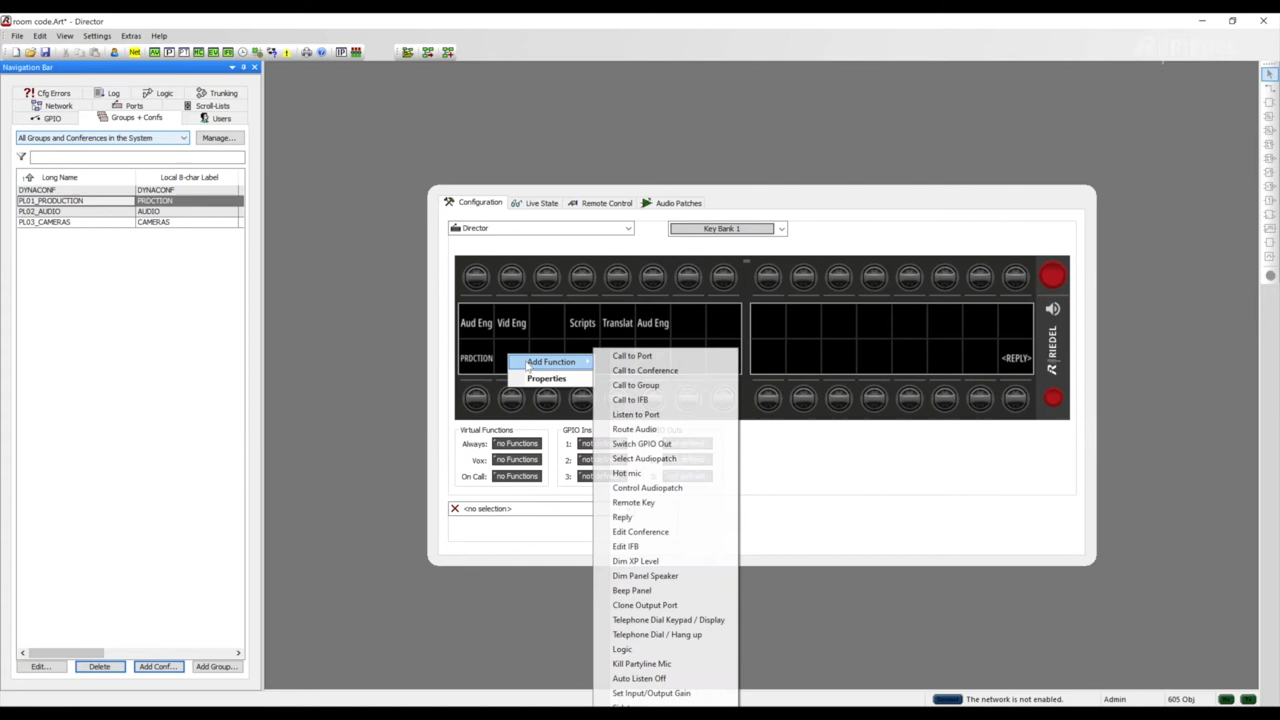 room code.Art* - Director
File Edit View Settings Extras Help
Net
Navigation Bar
Cfg Errors Log Logic Trunking
Network Ports Scroll-Lists
GPIO Groups + Confs Users
All Groups and Conferences in the System Manage...
Long Name Local 8-char Label
DYNACONF DYNACONF
PL01_PRODUCTION PRDCTION
PL02_AUDIO AUDIO
PL03_CAMERAS CAMERAS
Edit... Delete Add Conf... Add Group...
Configuration Live State Remote Control Audio Patches
Director Key Bank 1
Aud Eng Vid Eng Scripts Translat Aud Eng
PRDCTION <REPLY>
RIEDEL
Add Function
Properties
Call to Port
Call to Conference
Call to Group
Call to IFB
Listen to Port
Route Audio
Switch GPIO Out
Select Audiopatch
Hot mic
Control Audiopatch
Remote Key
Reply
Edit Conference
Edit IFB
Dim XP Level
Dim Panel Speaker
Beep Panel
Clone Output Port
Telephone Dial Keypad / Display
Telephone Dial / Hang up
Logic
Kill Partyline Mic
Auto Listen Off
Set Input/Output Gain
Virtual Functions
Always: no Functions
Vox: no Functions
On Call: no Functions
GPIO Ins
1:
2:
3:
<no selection>
The network is not enabled. Admin 605 Obj